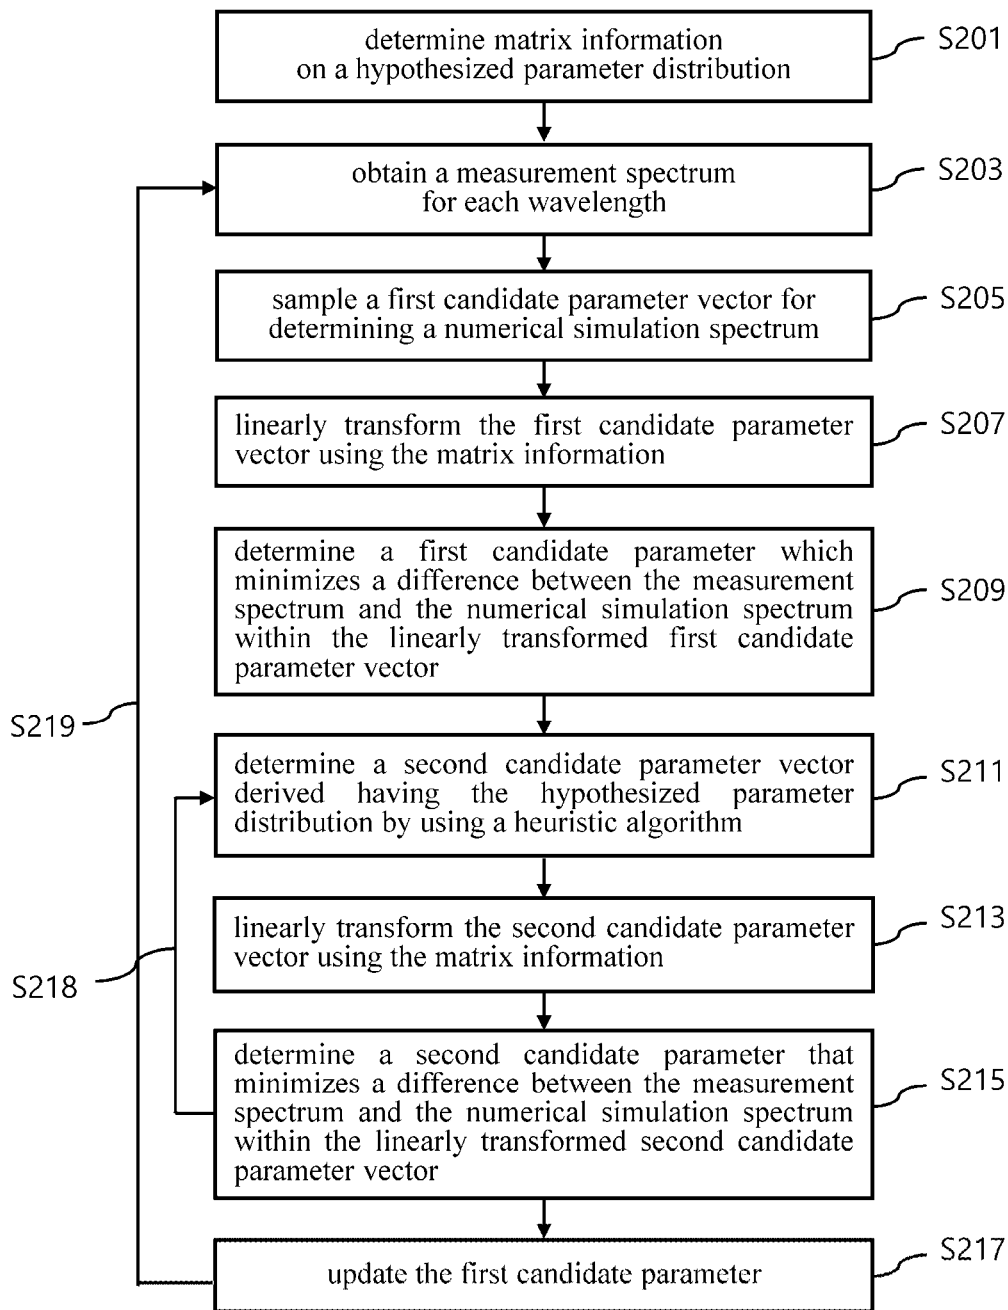 determine matrix information
on a hypothesized parameter distribution
S201
obtain a measurement spectrum
for each wavelength
S203
sample a first candidate parameter vector for
determining a numerical simulation spectrum
S205
linearly transform the first candidate parameter
vector using the matrix information
S207
determine a first candidate parameter which
minimizes a difference between the measurement
spectrum and the numerical simulation spectrum
within the linearly transformed first candidate
parameter vector
S209
S219
determine a second candidate parameter vector
derived having the hypothesized parameter
distribution by using a heuristic algorithm
S211
linearly transform the second candidate parameter
vector using the matrix information
S213
S218
determine a second candidate parameter that
minimizes a difference between the measurement
spectrum and the numerical simulation spectrum
within the linearly transformed second candidate
parameter vector
S215
update the first candidate parameter
S217